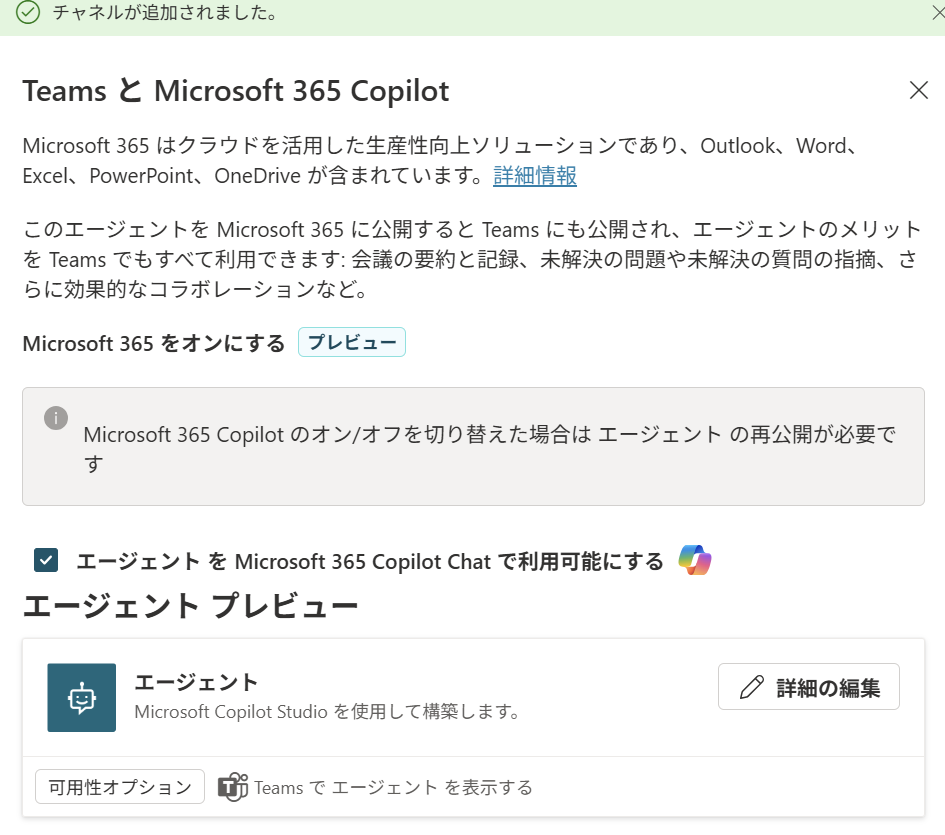 チャネルが追加されました。
Teams と Microsoft 365 Copilot
Microsoft 365 はクラウドを活用した生産性向上ソリューションであり、Outlook、Word、
Excel、PowerPoint、OneDrive が含まれています。詳細情報
このエージェントを Microsoft 365 に公開すると Teams にも公開され、エージェントのメリット
を Teams でもすべて利用できます: 会議の要約と記録、未解決の問題や未解決の質問の指摘、さ
らに効果的なコラボレーションなど。
Microsoft 365 をオンにする プレビュー
Microsoft 365 Copilot のオン/オフを切り替えた場合は エージェント の再公開が必要で
す
エージェント を Microsoft 365 Copilot Chat で利用可能にする
エージェント プレビュー
エージェント
Microsoft Copilot Studio を使用して構築します。
詳細の編集
可用性オプション Teams で エージェント を表示する